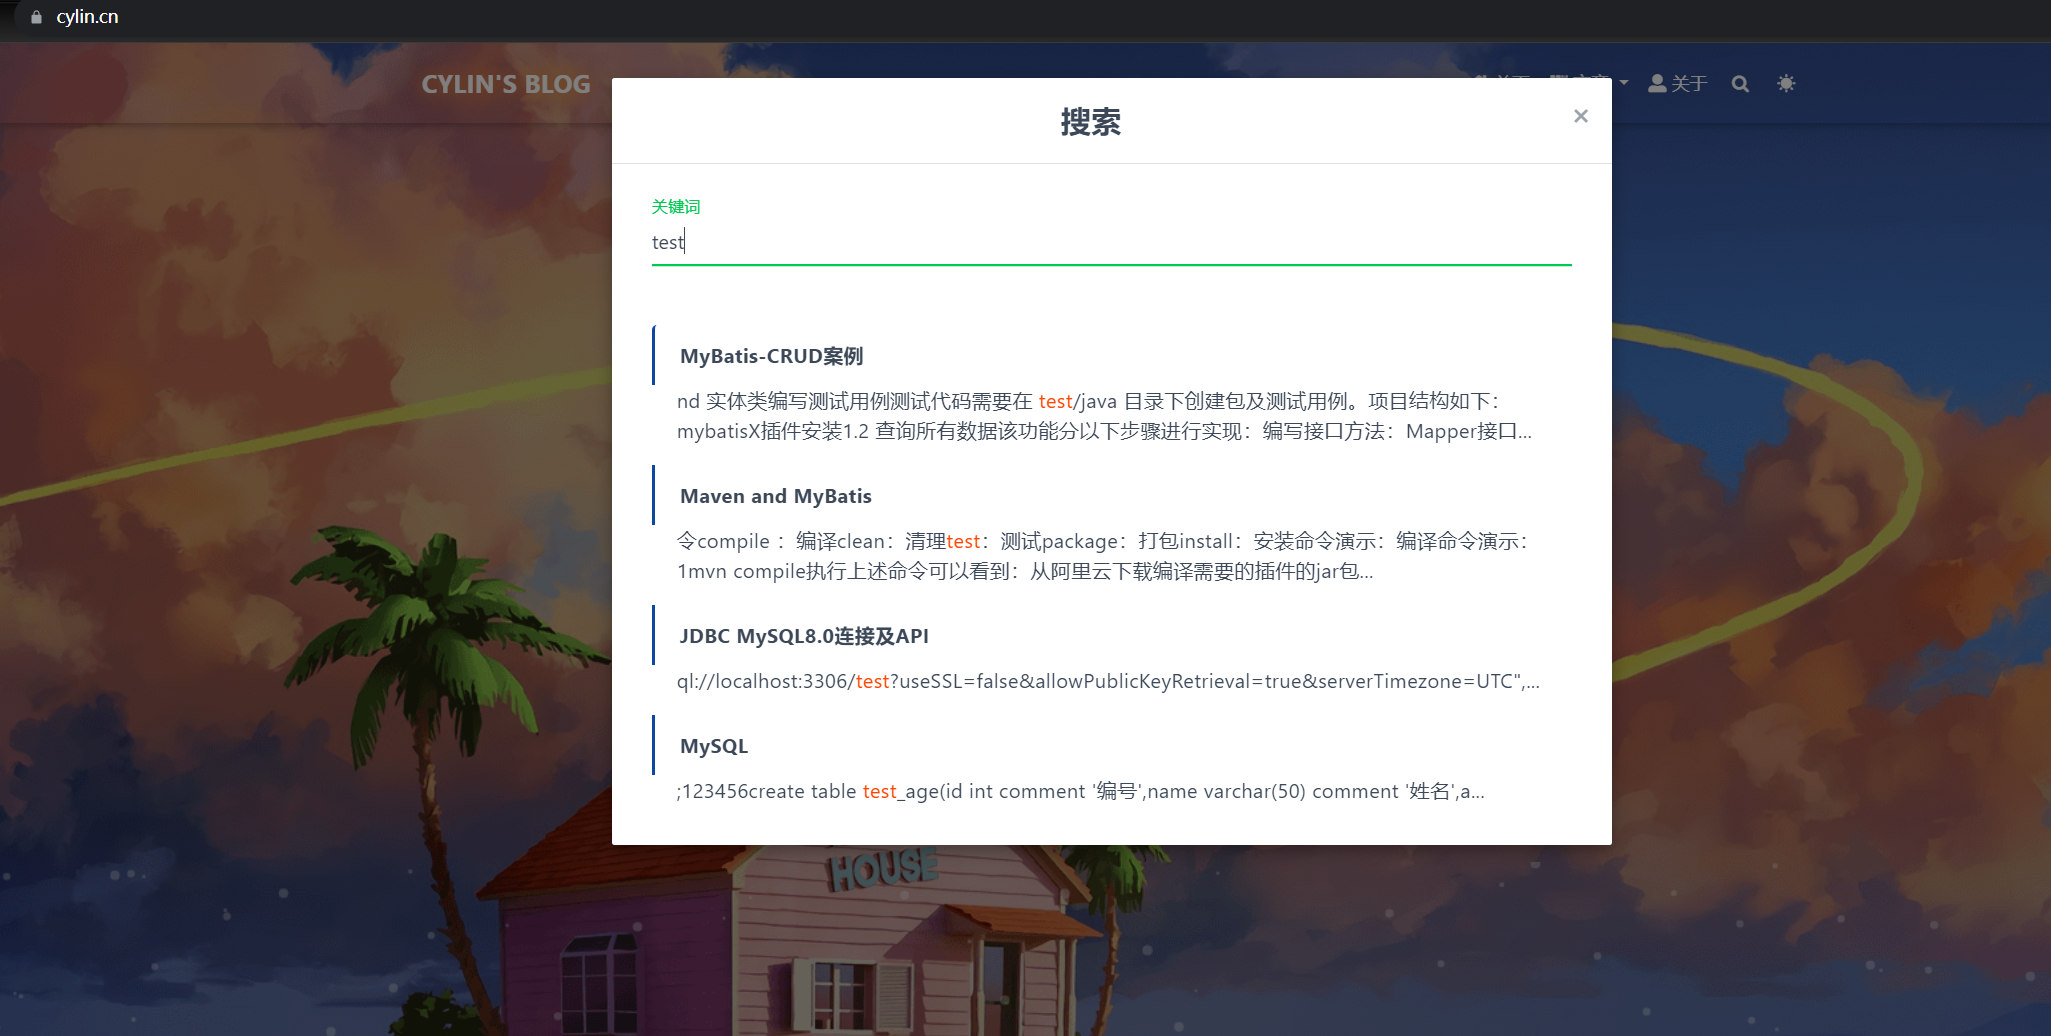 cylin.cn
CYLIN'S BLOG
关于
搜索
关键词
test
MyBatis-CRUD案例
nd 实体类编写测试用例测试代码需要在 test/java 目录下创建包及测试用例。项目结构如下：
mybatisX插件安装1.2 查询所有数据该功能分以下步骤进行实现：编写接口方法：Mapper接口...
Maven and MyBatis
令compile ：编译clean：清理test：测试package：打包install：安装命令演示：编译命令演示：
1mvn compile执行上述命令可以看到：从阿里云下载编译需要的插件的jar包...
JDBC MySQL8.0连接及API
ql://localhost:3306/test?useSSL=false&allowPublicKeyRetrieval=true&serverTimezone=UTC",...
MySQL
;123456create table test_age(id int comment '编号',name varchar(50) comment '姓名',a...
HOUSE